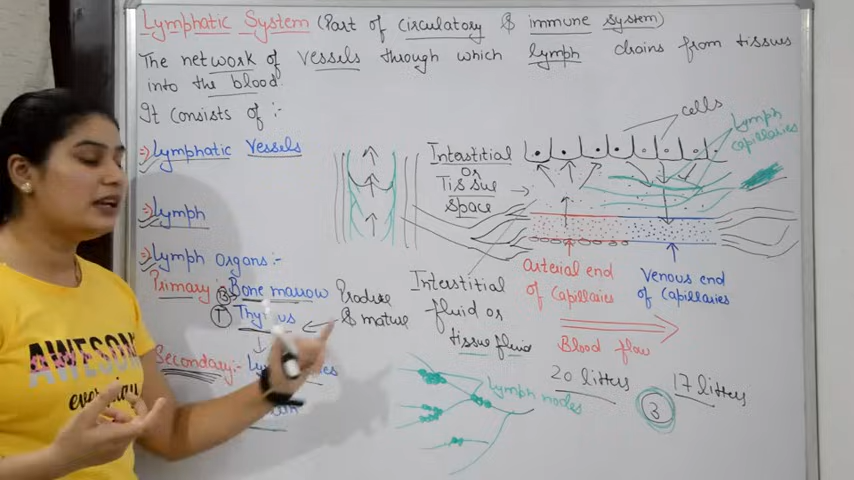 Lymphatic System (Part of circulatory & immune system)
The network of vessels through which lymph drains from tissues
into the blood.
It consists of :-
=> Lymphatic Vessels
=> Lymph
=> Lymph organs:-
Primary
B
Bone marrow
T
Thymus
Produce
& mature
Secondary:-
Interstitial
or
Tissue
space
cells
Lymph
capillaries
Interstitial
fluid or
tissue fluid
Arterial end
of capillaries
Venous end
of capillaries
Blood flow
20 litters
17 litters
3
Lymph nodes
AWESOME